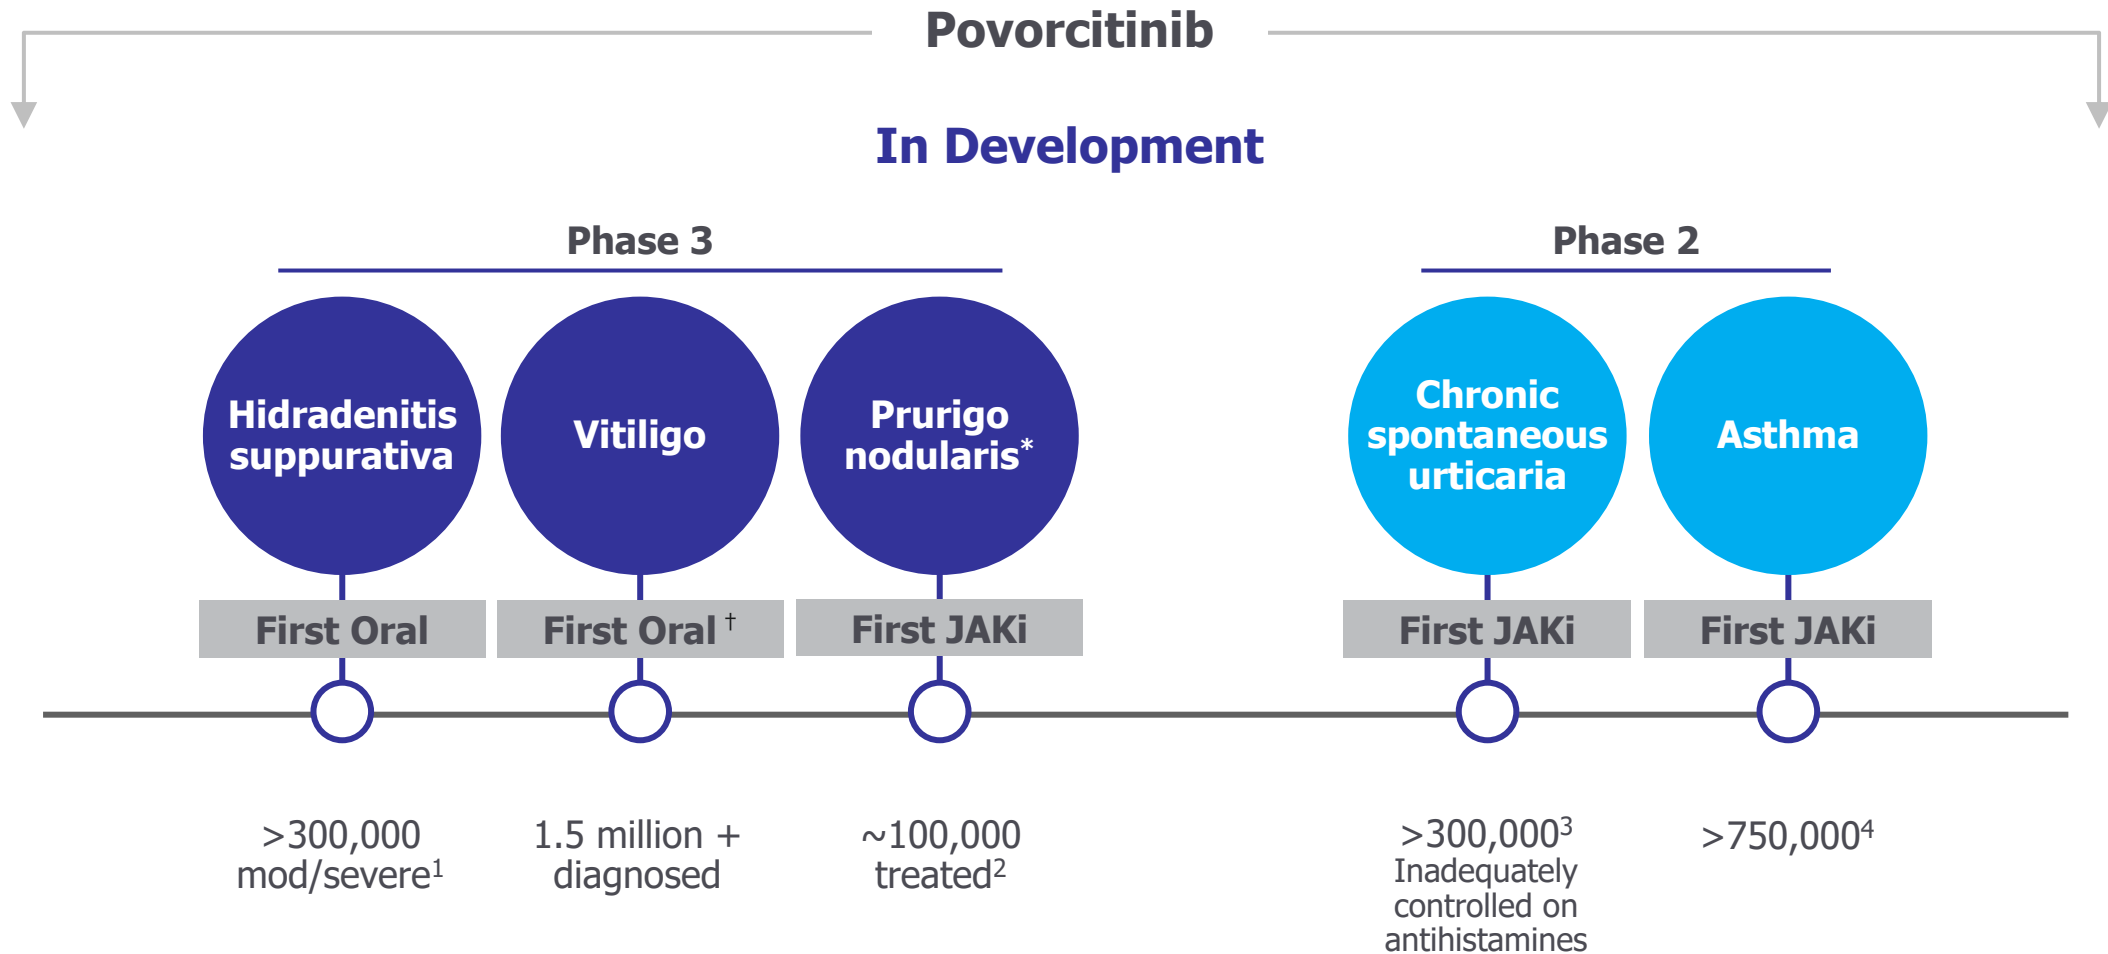 Povorcitinib
In Development
Phase 3
Phase 2
Hidradenitis
suppurativa
Vitiligo
Prurigo
nodularis*
Chronic
spontaneous
urticaria
Asthma
First Oral
First Oral †
First JAKi
First JAKi
First JAKi
>300,000
mod/severe¹
1.5 million +
diagnosed
~100,000
treated²
>300,000³
Inadequately
controlled on
antihistamines
>750,000⁴